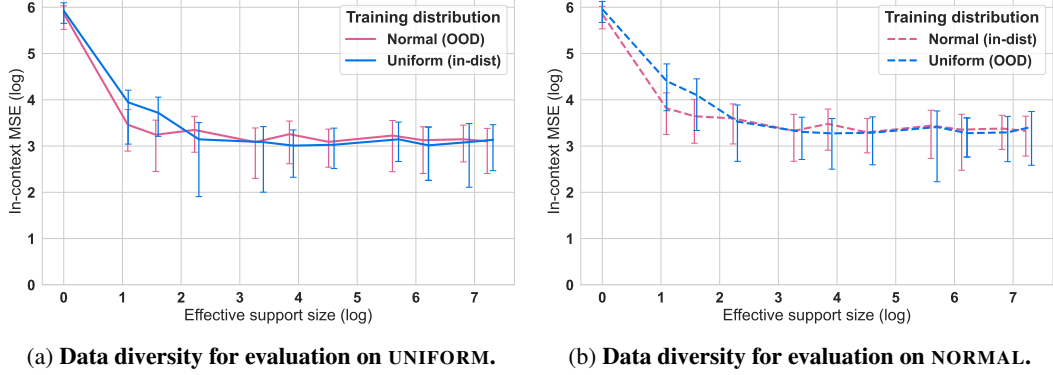 Training distribution
Normal (OOD)
Uniform (in-dist)
In-context MSE (log)
6
5
4
3
2
1
0
0 1 2 3 4 5 6 7
Effective support size (log)
(a) Data diversity for evaluation on UNIFORM.
Training distribution
Normal (in-dist)
Uniform (OOD)
In-context MSE (log)
6
5
4
3
2
1
0
0 1 2 3 4 5 6 7
Effective support size (log)
(b) Data diversity for evaluation on NORMAL.